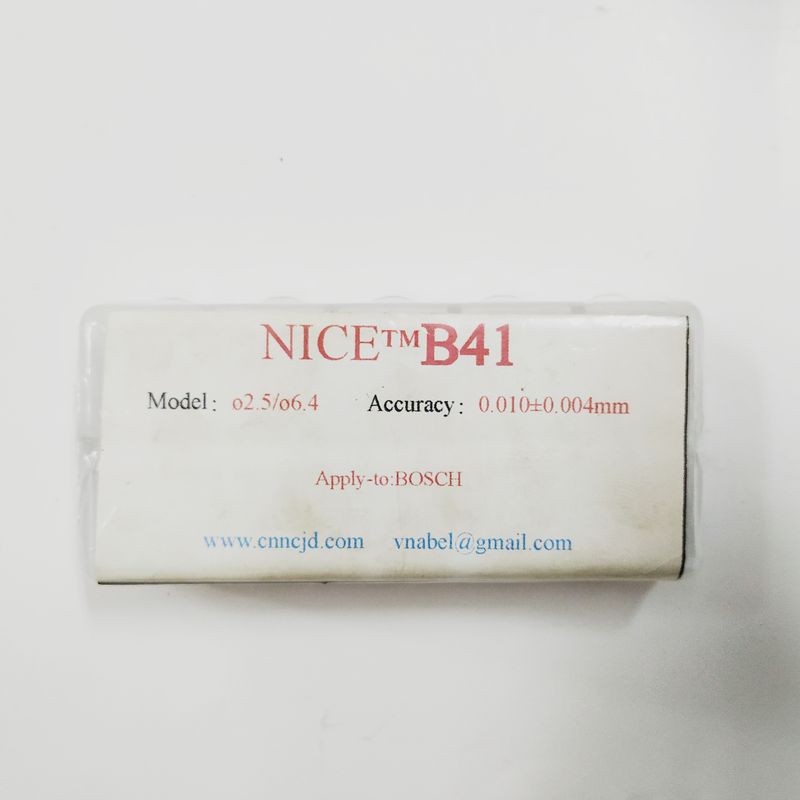 NICE™B41
Model: ø2.5/ø6.4 Accuracy: 0.010±0.004mm
Apply-to:BOSCH
www.cnncjd.com vnabel@gmail.com